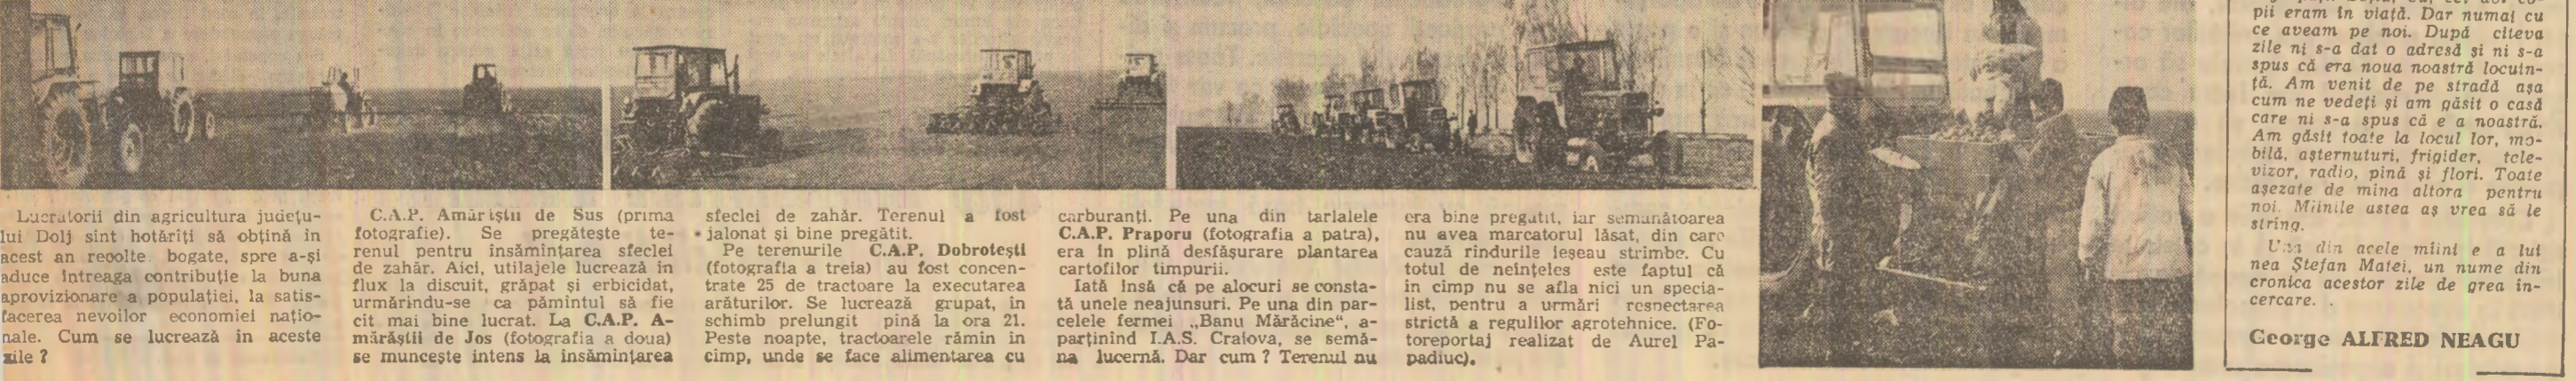 Lucratorii din agricultura județu-
lui Dolj sînt hotărîți să obțină în
acest an recolte bogate, spre a-și
aduce întreaga contribuție la buna
aprovizionare a populației, la satis-
facerea nevoilor economiei națio-
nale. Cum se lucrează în aceste
zile ?
C.A.P. Amărăștii de Sus (prima
fotografie). Se pregătește te-
renul pentru însămînțarea sfeclei
de zahăr. Aici, utilajele lucrează în
flux la discuit, grăpat și erbicidat,
urmărindu-se ca pămîntul să fie
cît mai bine lucrat. La C.A.P. A-
mărăștii de Jos (fotografia a doua)
se muncește intens la însămînțarea
sfeclei de zahăr. Terenul a fost
jalonat și bine pregătit.
Pe terenurile C.A.P. Dobrotești
(fotografia a treia) au fost concen-
trate 25 de tractoare la executarea
arăturilor. Se lucrează grupat, în
schimb prelungit pînă la ora 21.
Peste noapte, tractoarele rămîn în
cîmp, unde se face alimentarea cu
carburanți. Pe una din tarlalele
C.A.P. Praporu (fotografia a patra),
era în plină desfășurare plantarea
cartofilor timpurii.
Iată însă că pe alocuri se consta-
tă unele neajunsuri. Pe una din par-
celele fermei „Banu Mărăcine“, a-
parținînd I.A.S. Craiova, se semă-
na lucernă. Dar cum ? Terenul nu
era bine pregătit, iar semănătoarea
nu avea marcatorul lăsat, din care
cauză rîndurile ieșeau strîmbe. Cu
totul de neînțeles este faptul că
în cîmp nu se afla nici un specia-
list, pentru a urmări respectarea
strictă a regulilor agrotehnice. (Fo-
toreportaj realizat de Aurel Pa-
padiuc).
pii eram în viață. Dar numai cu
ce aveam pe noi. După cîteva
zile ni s-a dat o adresă și ni s-a
spus că era noua noastră locuin-
ță. Am venit de pe stradă așa
cum ne vedeți și am găsit o casă
care ni s-a spus că e a noastră.
Am găsit toate la locul lor, mo-
bilă, așternuturi, frigider, tele-
vizor, radio, pînă și flori. Toate
așezate de mîna altora pentru
noi. Mîinile astea aș vrea să le
string.
Una din acele mîini e a lui
nea Ștefan Matei, un nume din
cronica acestor zile de grea în-
cercare.
George ALFRED NEAGU